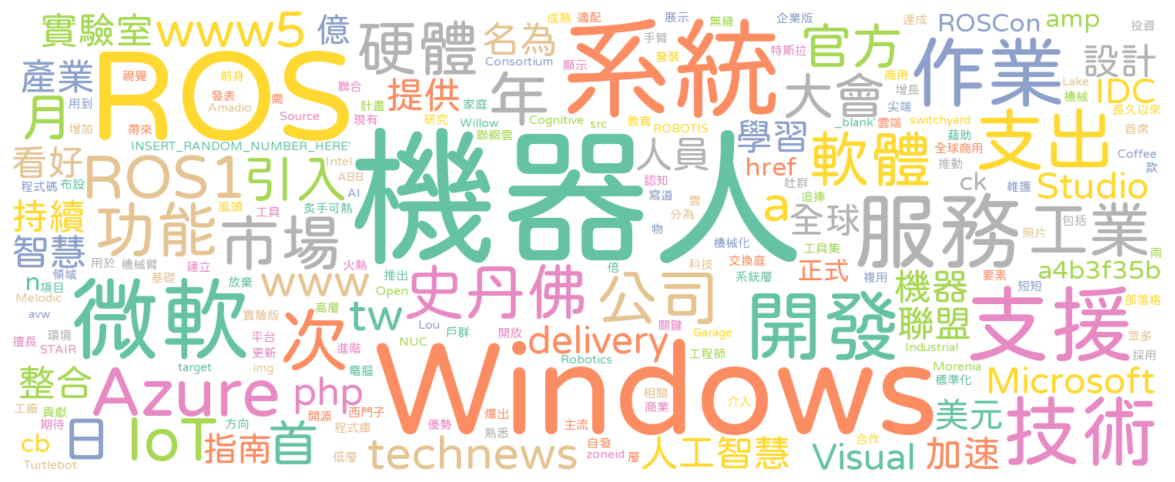 實驗室 www5 億 硬體 名為 Consortium 成熟 適配 手臂 套裝 顯示 展示 無縫 特斯拉 企業版 官方 達成 ROSCon amp 投資
產業 視覺 前身 ROS 聯合 提供 年 系統 大會 商用 增長 作業 設計
用到 發表 Amadio 需 計畫 家庭 尖端 Lake 機械 IDC
月 增加 帶來 Source 現有 研究 Willow Cognitive 教育 src _blank' 雲端 switchyard 長久以來
INSERT_RANDOM_NUMBER_HERE' 聯網雲 ROBOTIS 學習 藉助 全球商用 支出 首席
看好 ROS1 Intel ABB 引入 機器人 人員 href 軟體 推動 Coffee 款
程式碼 布設 風頭 AI 認知 社群 ck Studio 維護
持續 功能 工具 炙手可熱 市場 寫道 追捧 a 全球 服務 工業 包括
智慧 用於 機械臂 雲 分為 物 機械化 工具集 照片
n 項目 領域 基礎 建立 放棄 火熱 用於 推出 倍 科技 交換庭 系統層 正式 複用 要素 a4b3f35b 兩
Melodic 微軟 實驗版 www 高層 Open 史丹佛 公司 開發 機器 短短 支援 部落格
avw 環境 平台 次 tw Lou 戶群 開放 關鍵 Garage 聯盟 眾多
擅長 STAIR 更新 進階 NUC delivery 工程師 Industrial Morenia 採用
整合 target img 電腦 Robotics Windows 標準化
工廠 貢獻 Azure php 相關 Microsoft
期待 開源 西門子 優勢 爆出 商業 介入 美元 技術
cb 日 IoT 方向 指南 首 程式庫 熟悉 主流 自發 合作
Turtlebot 低層 technews zoneid 層 人工智慧 Visual 加速